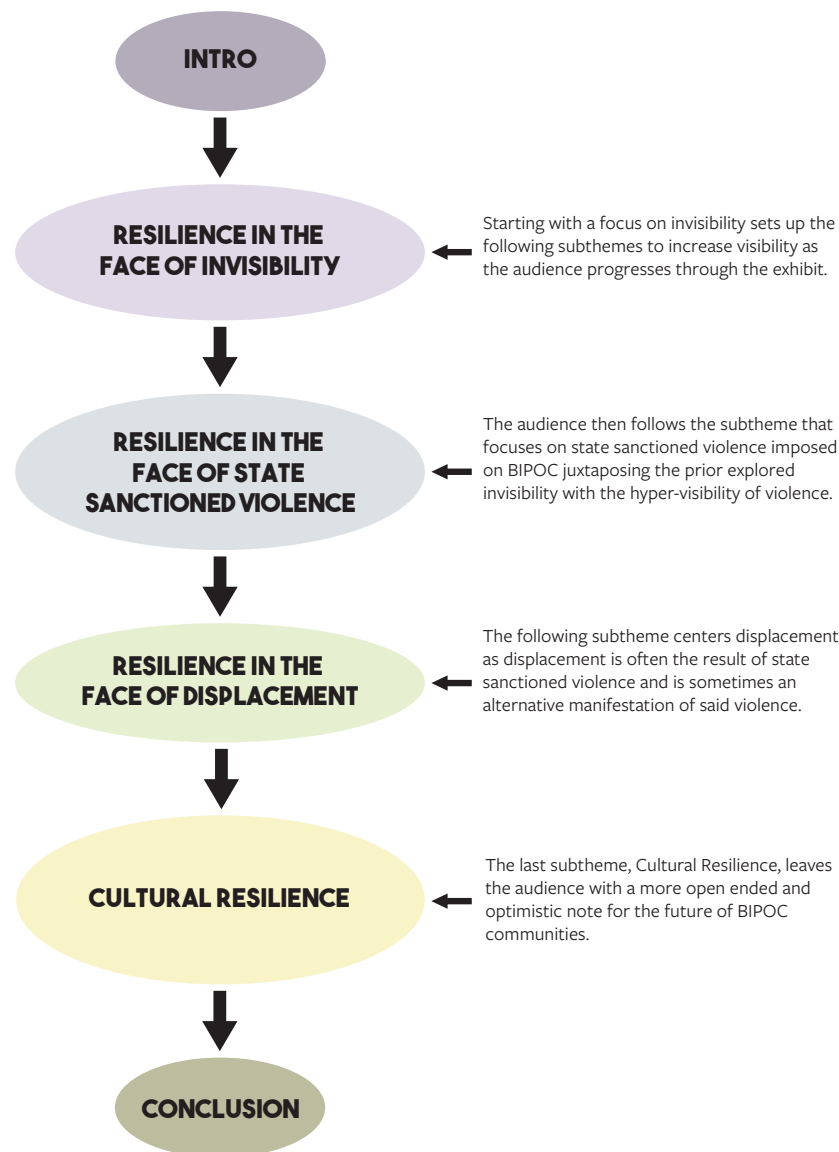 INTRO
RESILIENCE IN THE
FACE OF INVISIBILITY
Starting with a focus on invisibility sets up the
following subthemes to increase visibility as
the audience progresses through the exhibit.
RESILIENCE IN THE
FACE OF STATE
SANCTIONED VIOLENCE
The audience then follows the subtheme that
focuses on state sanctioned violence imposed
on BIPOC juxtaposing the prior explored
invisibility with the hyper-visibility of violence.
RESILIENCE IN THE
FACE OF DISPLACEMENT
The following subtheme centers displacement
as displacement is often the result of state
sanctioned violence and is sometimes an
alternative manifestation of said violence.
CULTURAL RESILIENCE
The last subtheme, Cultural Resilience, leaves
the audience with a more open ended and
optimistic note for the future of BIPOC
communities.
CONCLUSION